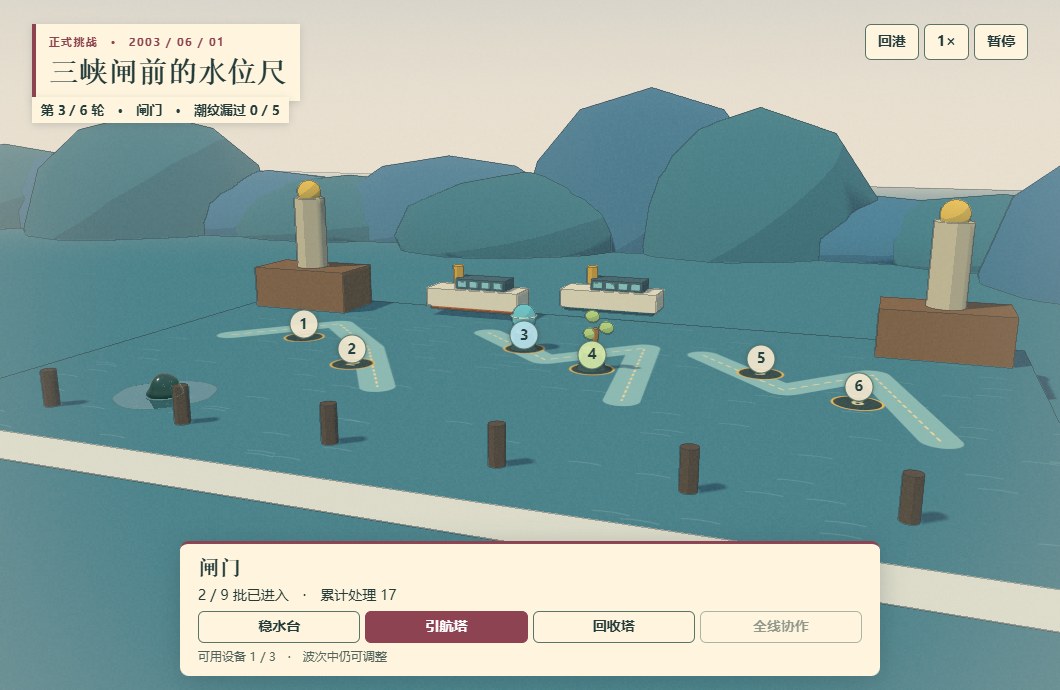 正式挑战 • 2003 / 06 / 01
三峡闸前的水位尺
第 3 / 6 轮 • 闸门 • 潮纹漏过 0 / 5
回港
1×
暂停
1
2
3
4
5
6
闸门
2 / 9 批已进入 · 累计处理 17
稳水台
引航塔
回收塔
全线协作
可用设备 1 / 3 · 波次中仍可调整